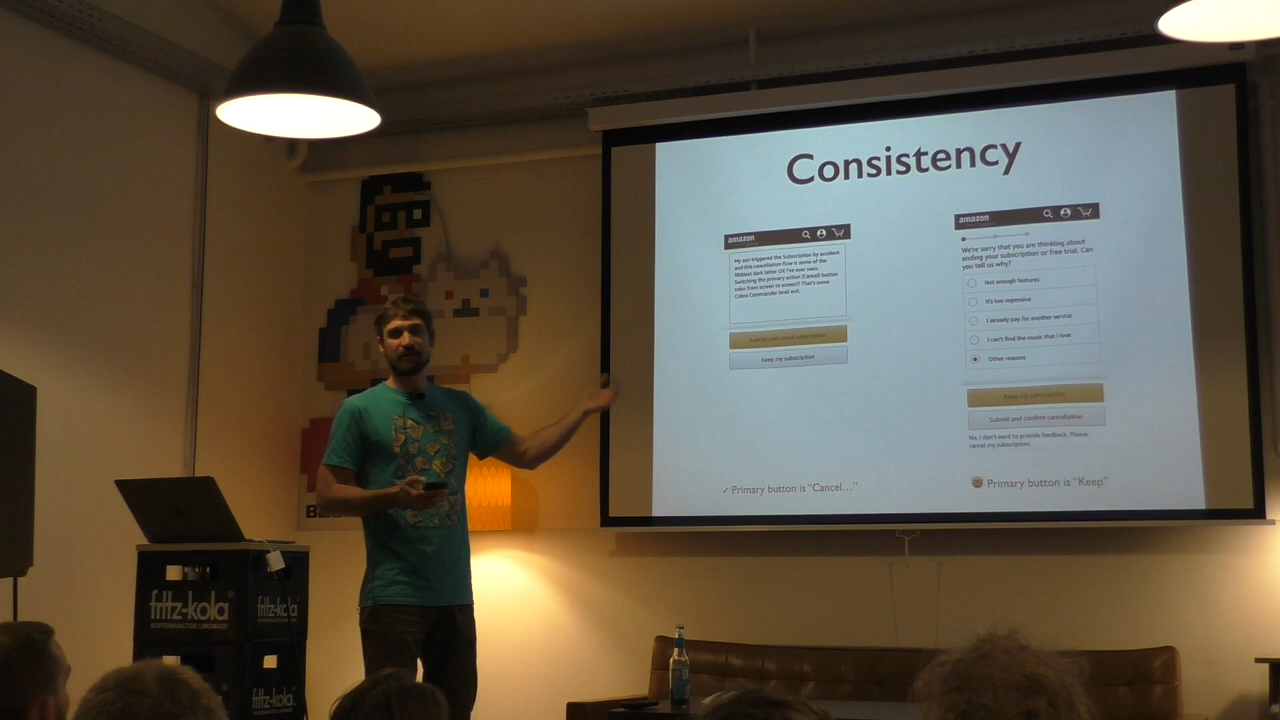 Consistency
amazon
My son triggered the Subscription by accident
and this cancellation flow is some of the
filthiest dark latter UX I've ever seen.
Switching the primary action (Cancel) button
color from screen to screen?! That's some
Cobra Commander level evil.
Submit and cancel subscription
Keep my subscription
✓ Primary button is "Cancel…"
amazon
We're sorry that you are thinking about
ending your subscription or free trial. Can
you tell us why?
Not enough features
It's too expensive
I already pay for another service
I can't find the music that I love
Other reasons
Keep my subscription
Submit and confirm cancellation
No, I don't want to provide feedback. Please
cancel my subscription.
Primary button is "Keep"
fritz-kola
KOFFEINHALTIGE LIMONADE
fritz-kola
fritz-kola